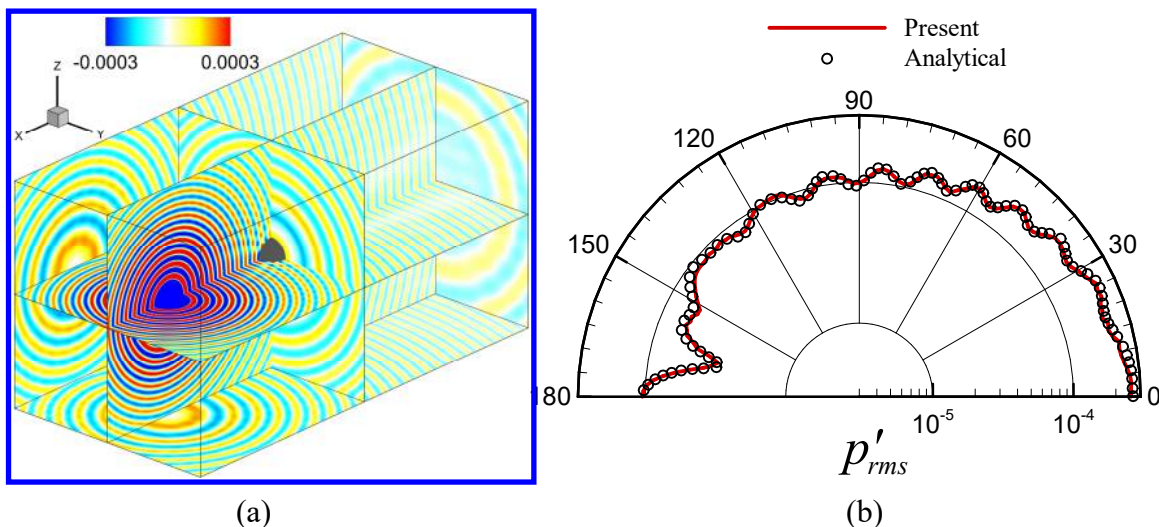 -0.0003 0.0003
Z
X Y
Present
Analytical
90
120 60
150 30
180 0
10⁻⁵ 10⁻⁴
p′rms
(a) (b)